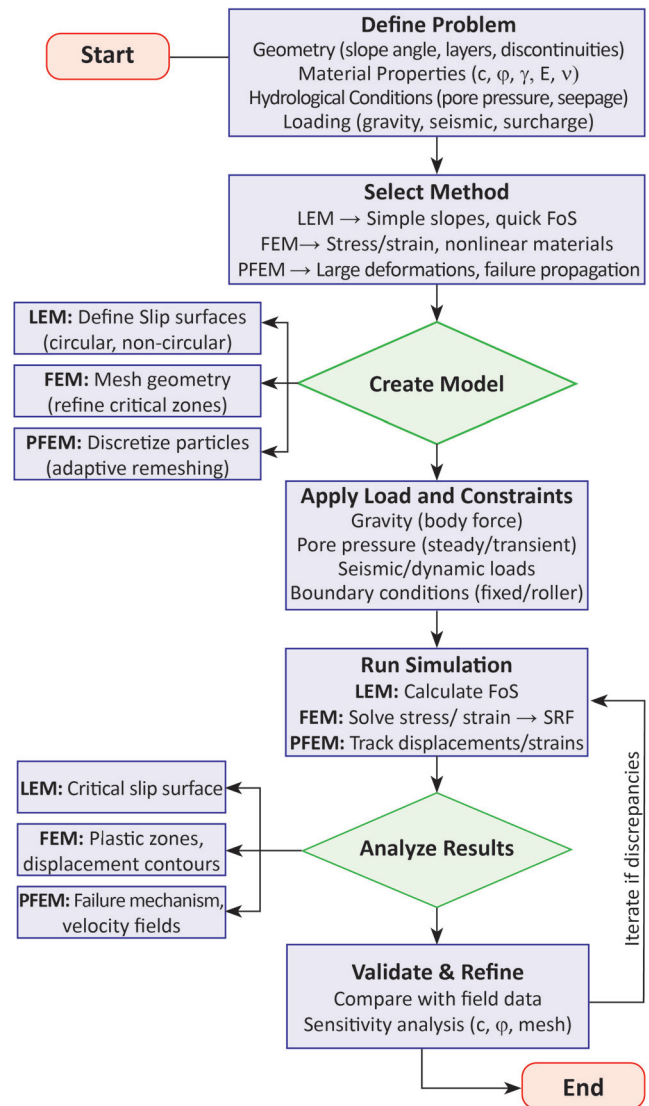 Start
Define Problem
Geometry (slope angle, layers, discontinuities)
Material Properties (c, φ, γ, E, ν)
Hydrological Conditions (pore pressure, seepage)
Loading (gravity, seismic, surcharge)
Select Method
LEM → Simple slopes, quick FoS
FEM→ Stress/strain, nonlinear materials
PFEM → Large deformations, failure propagation
Create Model
LEM: Define Slip surfaces
(circular, non-circular)
FEM: Mesh geometry
(refine critical zones)
PFEM: Discretize particles
(adaptive remeshing)
Apply Load and Constraints
Gravity (body force)
Pore pressure (steady/transient)
Seismic/dynamic loads
Boundary conditions (fixed/roller)
Run Simulation
LEM: Calculate FoS
FEM: Solve stress/ strain → SRF
PFEM: Track displacements/strains
Analyze Results
LEM: Critical slip surface
FEM: Plastic zones,
displacement contours
PFEM: Failure mechanism,
velocity fields
Validate & Refine
Compare with field data
Sensitivity analysis (c, φ, mesh)
Iterate if discrepancies
End